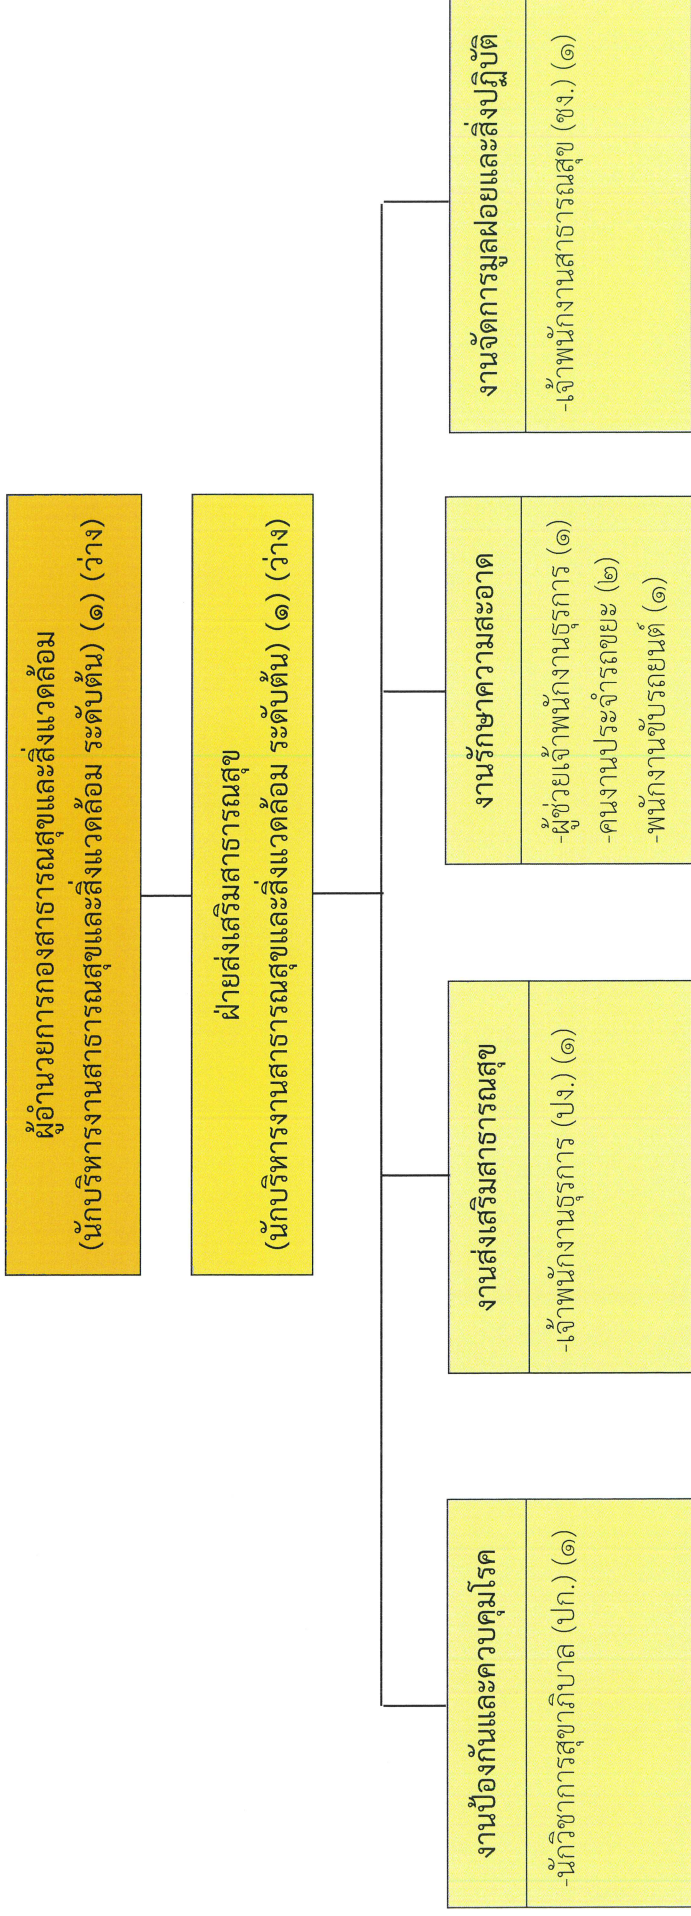 ผู้อำนวยการกองสาธารณสุขและสิ่งแวดล้อม
(นักบริหารงานสาธารณสุขและสิ่งแวดล้อม ระดับต้น) (๑) (ว่าง)
ฝ่ายส่งเสริมสาธารณสุข
(นักบริหารงานสาธารณสุขและสิ่งแวดล้อม ระดับต้น) (๑) (ว่าง)
งานป้องกันและควบคุมโรค
-นักวิชาการสุขาภิบาล (ปก.) (๑)
งานส่งเสริมสาธารณสุข
-เจ้าพนักงานธุรการ (ปง.) (๑)
งานรักษาความสะอาด
-ผู้ช่วยเจ้าพนักงานธุรการ (๑)
-คนงานประจำรถขยะ (๒)
-พนักงานขับรถยนต์ (๑)
งานจัดการมูลฝอยและสิ่งปฏิบัติ
-เจ้าพนักงานสาธารณสุข (ชง.) (๑)